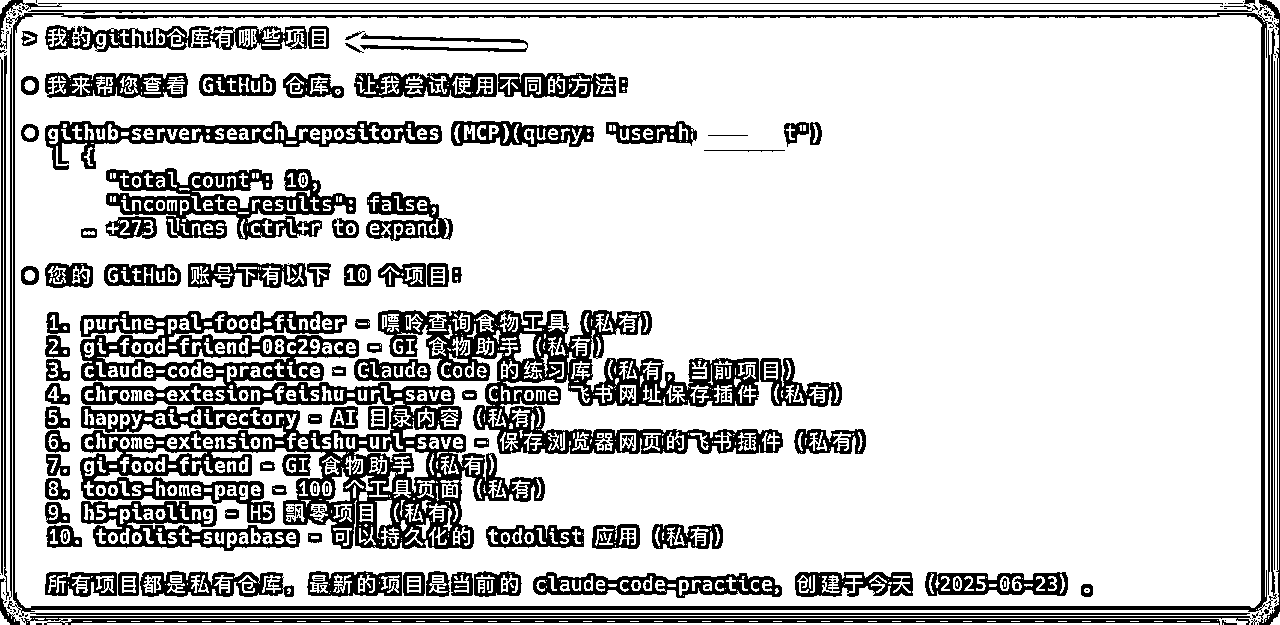 > 我的github仓库有哪些项目
我来帮您查看 GitHub 仓库。让我尝试使用不同的方法:
github-server:search_repositories (MCP)(query: "user:h t")
{
"total_count": 10,
"incomplete_results": false,
… +273 lines (ctrl+r to expand)
您的 GitHub 账号下有以下 10 个项目:
1. purine-pal-food-finder - 嘌呤查询食物工具 (私有)
2. gi-food-friend-08c29ace - GI 食物助手 (私有)
3. claude-code-practice - Claude Code 的练习库 (私有, 当前项目)
4. chrome-extesion-feishu-url-save - Chrome 飞书网址保存插件 (私有)
5. happy-ai-directory - AI 目录内容 (私有)
6. chrome-extension-feishu-url-save - 保存浏览器网页的飞书插件 (私有)
7. gi-food-friend - GI 食物助手 (私有)
8. tools-home-page - 100 个工具页面 (私有)
9. h5-piaoling - H5 飘零项目 (私有)
10. todolist-supabase - 可以持久化的 todolist 应用 (私有)
所有项目都是私有仓库, 最新的项目是当前的 claude-code-practice, 创建于今天 (2025-06-23) 。